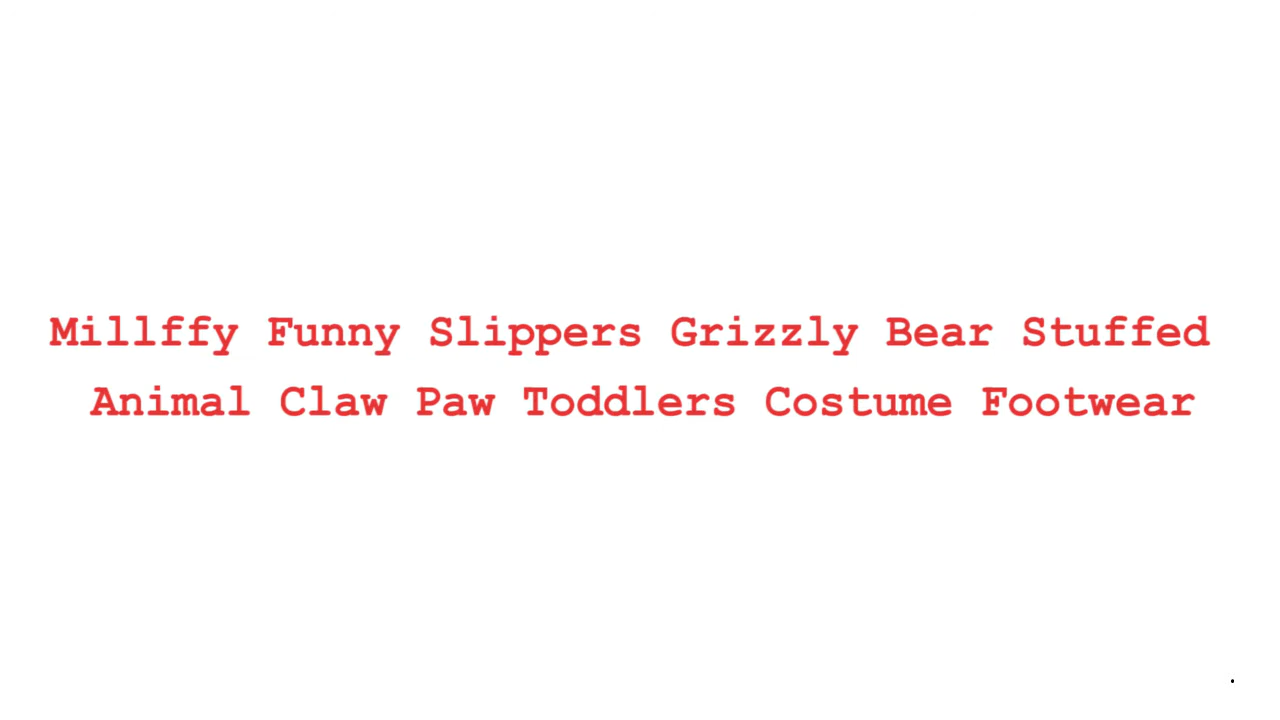 Millffy Funny Slippers Grizzly Bear Stuffed
Animal Claw Paw Toddlers Costume Footwear
.